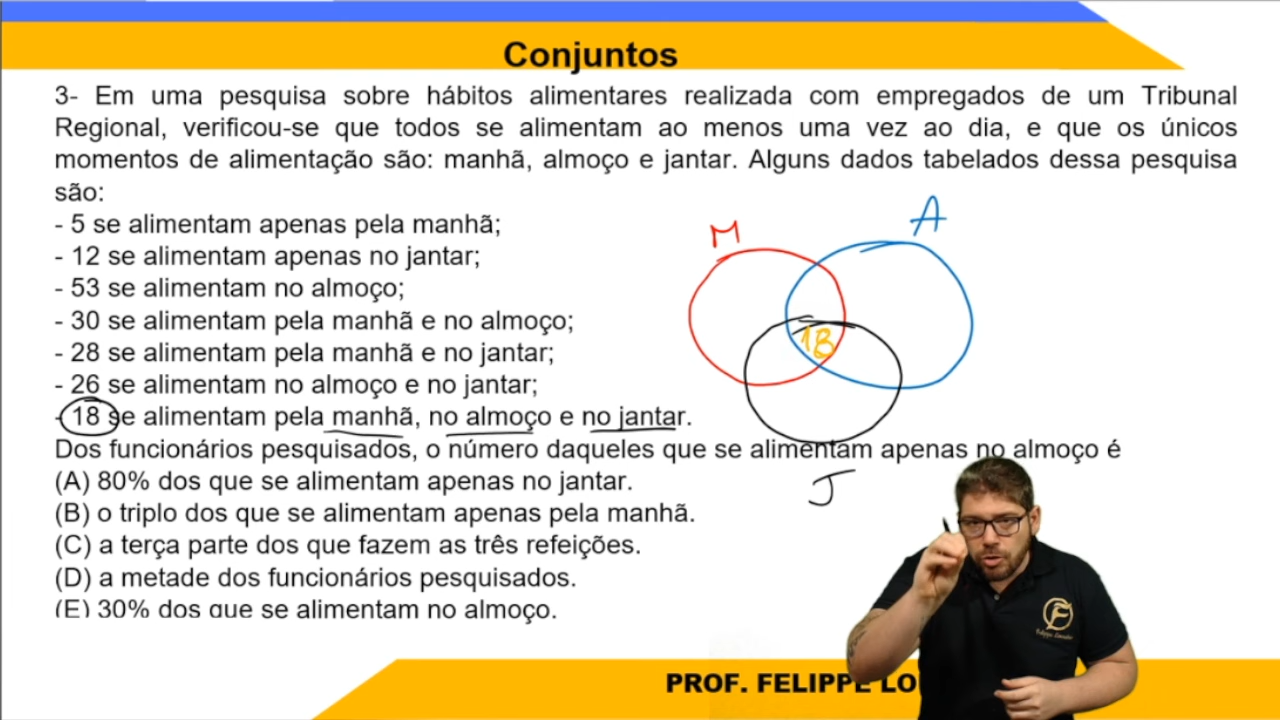 Conjuntos
3- Em uma pesquisa sobre hábitos alimentares realizada com empregados de um Tribunal
Regional, verificou-se que todos se alimentam ao menos uma vez ao dia, e que os únicos
momentos de alimentação são: manhã, almoço e jantar. Alguns dados tabelados dessa pesquisa
são:
- 5 se alimentam apenas pela manhã;
- 12 se alimentam apenas no jantar;
- 53 se alimentam no almoço;
- 30 se alimentam pela manhã e no almoço;
- 28 se alimentam pela manhã e no jantar;
- 26 se alimentam no almoço e no jantar;
- 18 se alimentam pela manhã, no almoço e no jantar.
M
A
18
J
Dos funcionários pesquisados, o número daqueles que se alimentam apenas no almoço é
(A) 80% dos que se alimentam apenas no jantar.
(B) o triplo dos que se alimentam apenas pela manhã.
(C) a terça parte dos que fazem as três refeições.
(D) a metade dos funcionários pesquisados.
(E) 30% dos que se alimentam no almoço.
F
PROF. FELIPPE LO